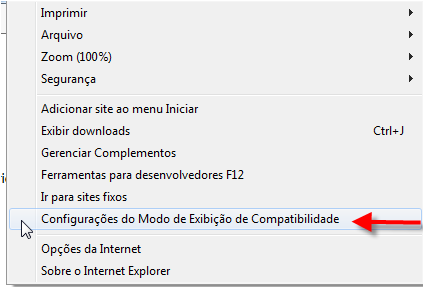 Imprimir
Arquivo
Zoom (100%)
Segurança
Adicionar site ao menu Iniciar
Exibir downloads Ctrl+J
Gerenciar Complementos
Ferramentas para desenvolvedores F12
Ir para sites fixos
Configurações do Modo de Exibição de Compatibilidade
Opções da Internet
Sobre o Internet Explorer